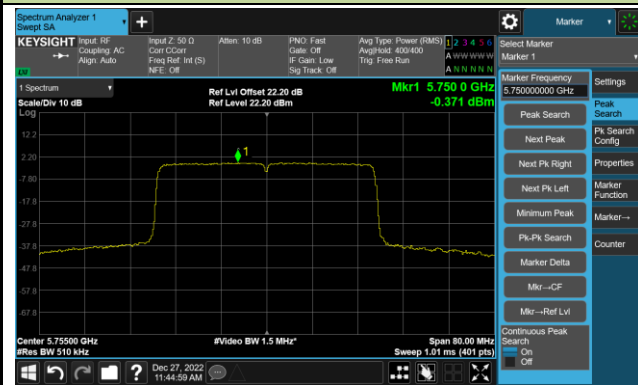 Spectrum Analyzer 1
Swept SA
Marker
KEYSIGHT
Input: RF
Coupling: AC
Align: Auto
Input Z: 50 Ω
Corr CCorr
Freq Ref: Int (S)
NFE: Off
Atten: 10 dB
PNO: Fast
Gate: Off
IF Gain: Low
Sig Track: Off
Avg Type: Power (RMS)
Avg|Hold: 400/400
Trig: Free Run
1 2 3 4 5 6
A W W W W W
A N N N N N
LVI
Select Marker
Marker 1
1 Spectrum
Scale/Div 10 dB
Log
Ref Lvl Offset 22.20 dB
Ref Level 22.20 dBm
Mkr1 5.750 0 GHz
-0.371 dBm
12.2
2.20
-7.80
-17.8
-27.8
-37.8
-47.8
-57.8
-67.8
1
Center 5.75500 GHz
#Res BW 510 kHz
#Video BW 1.5 MHz*
Span 80.00 MHz
Sweep 1.01 ms (401 pts)
Marker Frequency
5.750000000 GHz
Peak Search
Next Peak
Next Pk Right
Next Pk Left
Minimum Peak
Pk-Pk Search
Marker Delta
Mkr→CF
Mkr→Ref Lvl
Continuous Peak
Search
On
Off
Settings
Peak
Search
Pk Search
Config
Properties
Marker
Function
Marker→
Counter
?
Dec 27, 2022
11:44:59 AM